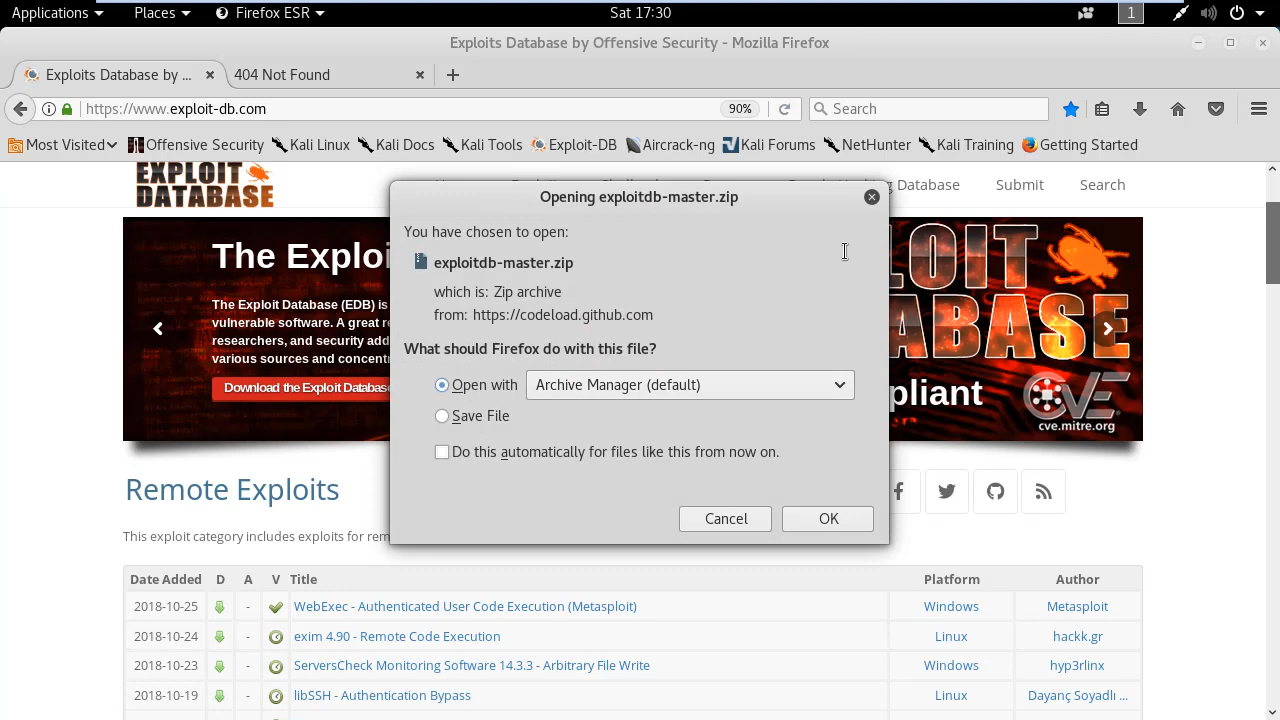 Applications Places Firefox ESR Sat 17:30 1
Exploits Database by Offensive Security - Mozilla Firefox
Exploits Database by ... 404 Not Found
https://www.exploit-db.com 90% Search
Most Visited Offensive Security Kali Linux Kali Docs Kali Tools Exploit-DB Aircrack-ng Kali Forums NetHunter Kali Training Getting Started
EXPLOIT
DATABASE
Database Submit Search
Opening exploitdb-master.zip
You have chosen to open:
exploitdb-master.zip
which is: Zip archive
from: https://codeload.github.com
What should Firefox do with this file?
Open with Archive Manager (default)
Save File
Do this automatically for files like this from now on.
Cancel OK
The Exploi
The Exploit Database (EDB) is
vulnerable software. A great re
researchers, and security add
various sources and concentr
Download the Exploit Database
LOIT
ABASE
pliant
CVE
cve.mitre.org
Remote Exploits
This exploit category includes exploits for rem
Date Added D A V Title Platform Author
2018-10-25 - WebExec - Authenticated User Code Execution (Metasploit) Windows Metasploit
2018-10-24 - exim 4.90 - Remote Code Execution Linux hackk.gr
2018-10-23 - ServersCheck Monitoring Software 14.3.3 - Arbitrary File Write Windows hyp3rlinx
2018-10-19 - libSSH - Authentication Bypass Linux Dayanç Soyadlı ...